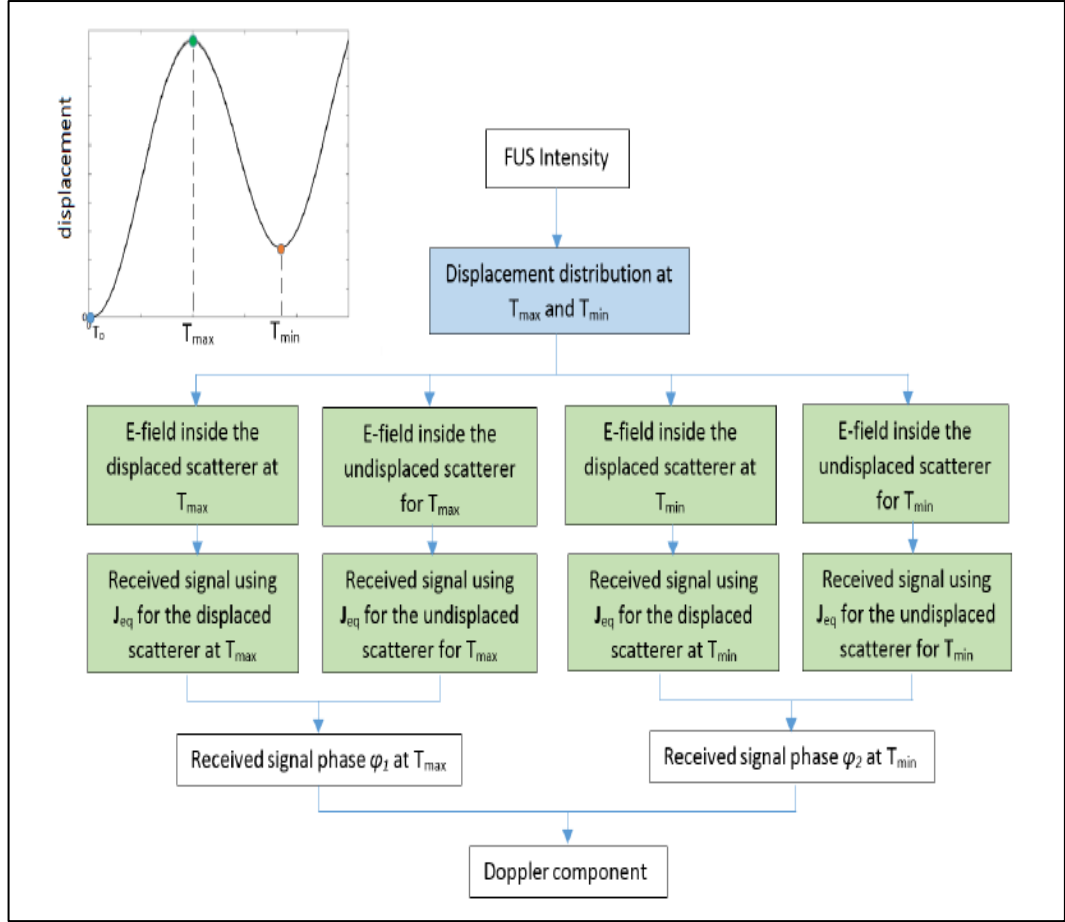 displacement
0
0
T₀
Tmax
Tmin
FUS Intensity
Displacement distribution at
Tmax and Tmin
E-field inside the
displaced scatterer at
Tmax
E-field inside the
undisplaced scatterer
for Tmax
E-field inside the
displaced scatterer at
Tmin
E-field inside the
undisplaced scatterer
for Tmin
Received signal using
Jeq for the displaced
scatterer at Tmax
Received signal using
Jeq for the undisplaced
scatterer for Tmax
Received signal using
Jeq for the displaced
scatterer at Tmin
Received signal using
Jeq for the undisplaced
scatterer for Tmin
Received signal phase φ1 at Tmax
Received signal phase φ2 at Tmin
Doppler component